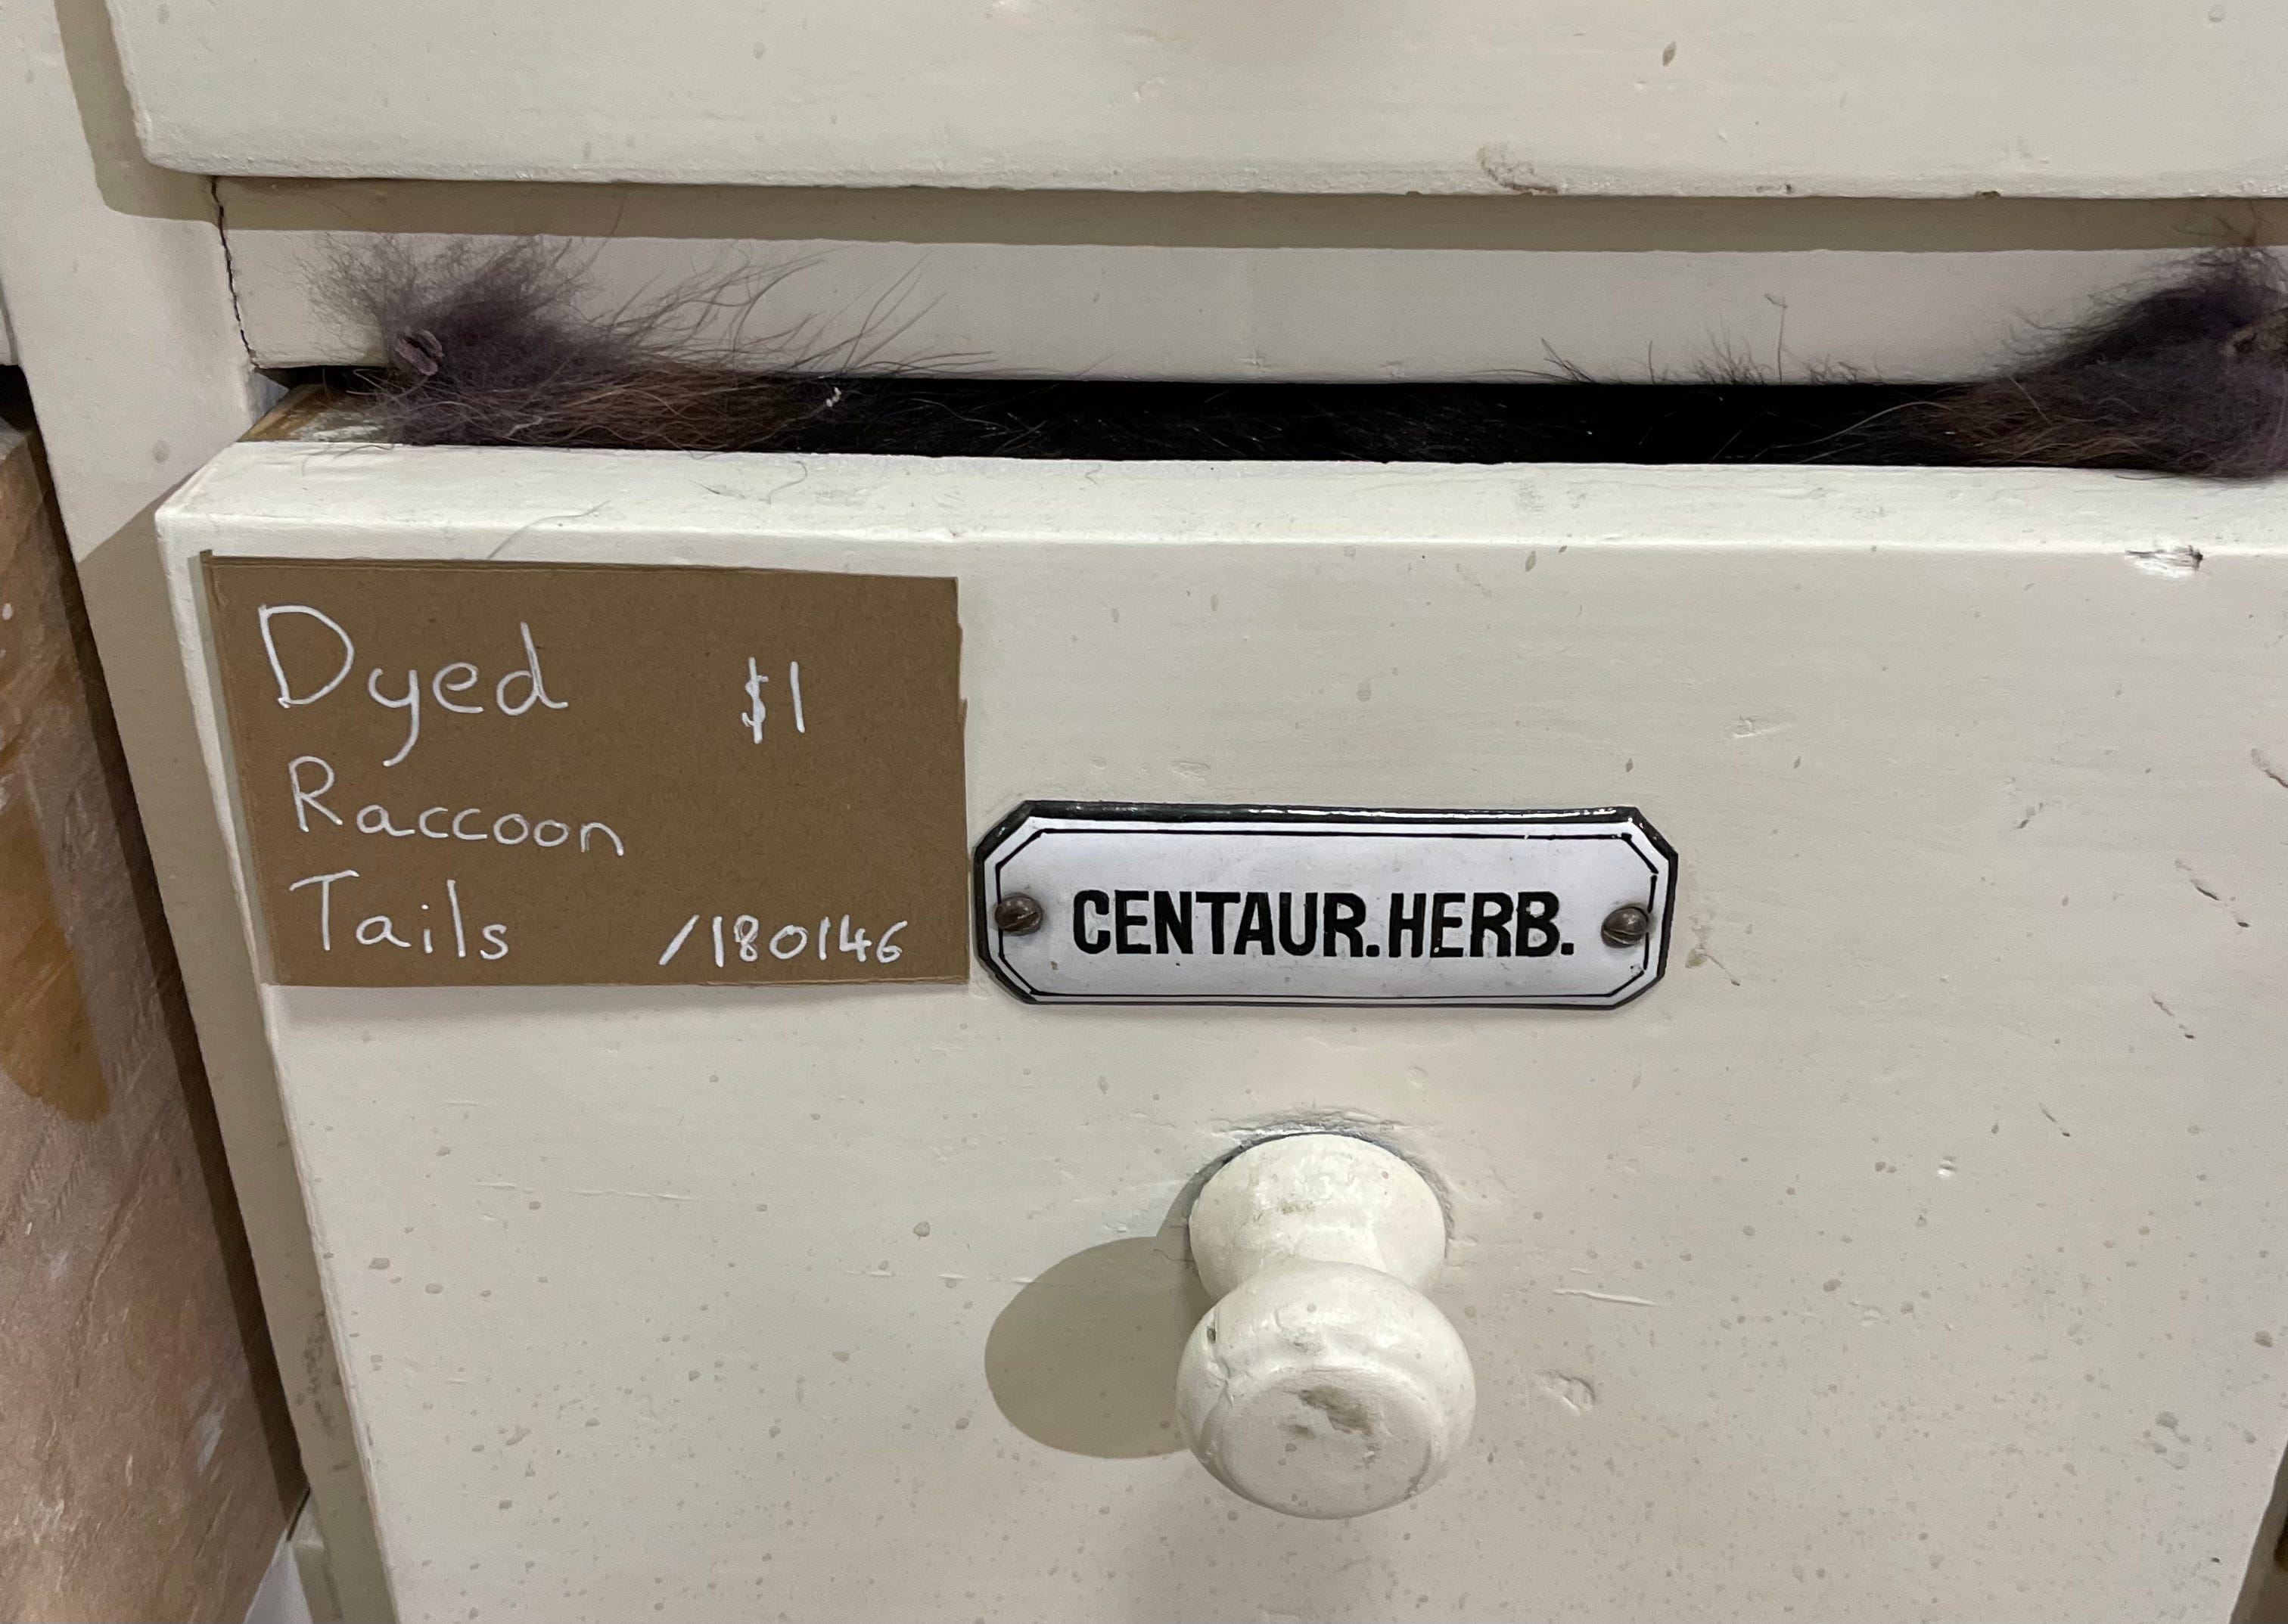 Dyed $1
Raccoon
Tails /180146
CENTAUR.HERB.